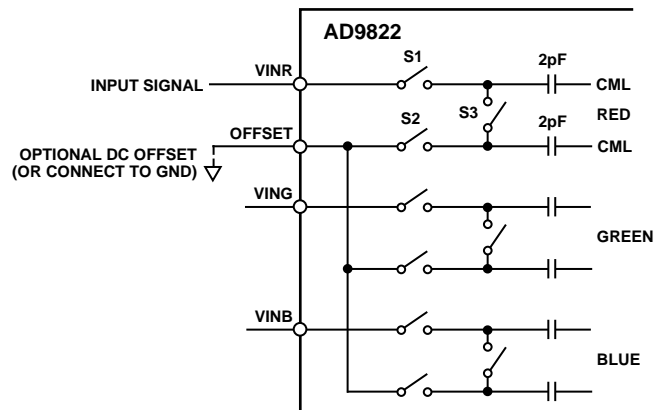 AD9822
S1
2pF
VINR
INPUT SIGNAL
CML
S3
RED
OFFSET
S2
2pF
CML
OPTIONAL DC OFFSET
(OR CONNECT TO GND)
VING
GREEN
VINB
BLUE